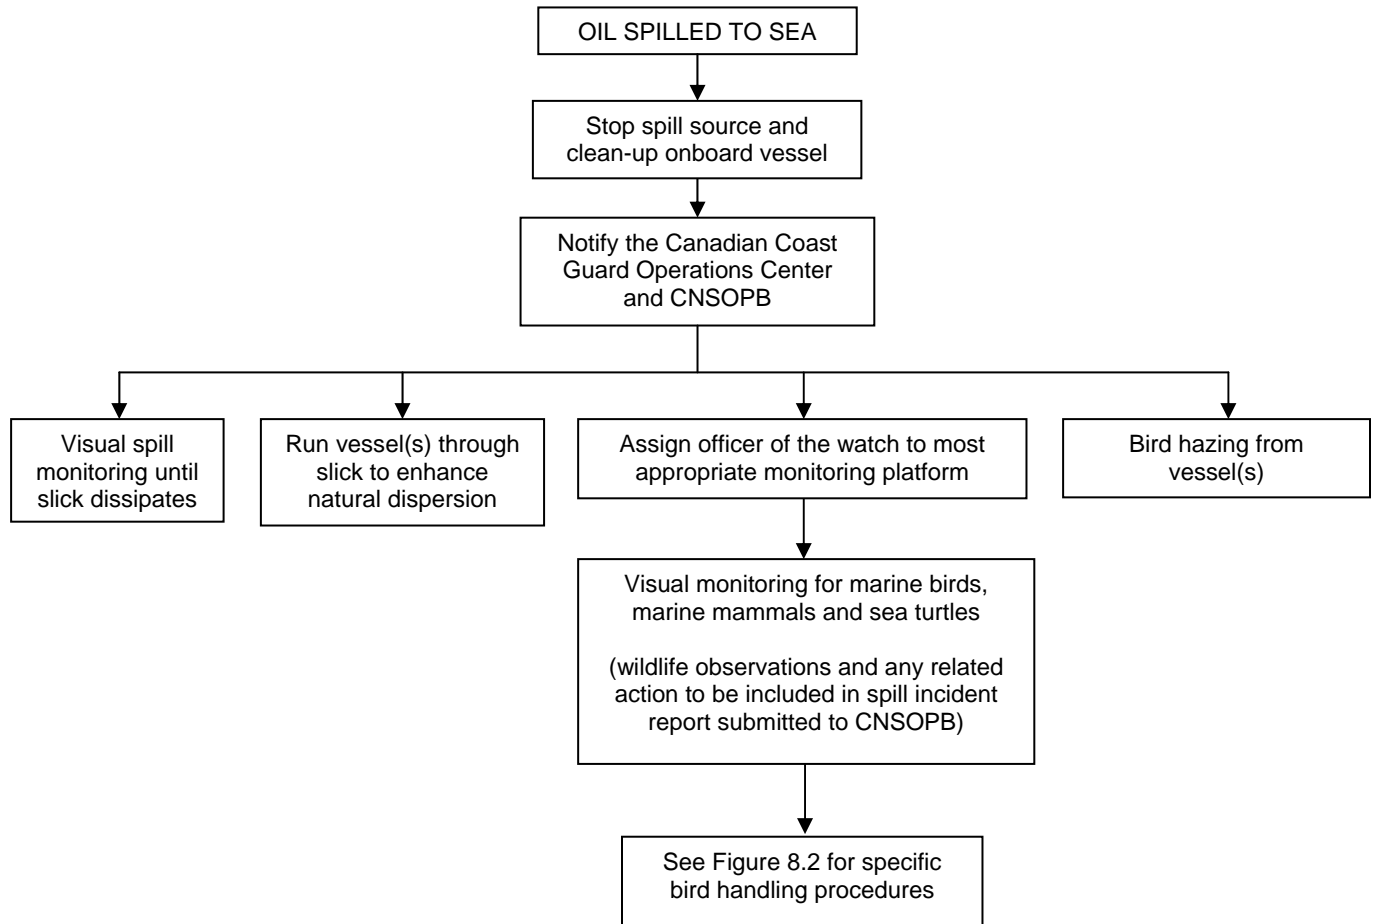 OIL SPILLED TO SEA
Stop spill source and
clean-up onboard vessel
Notify the Canadian Coast
Guard Operations Center
and CNSOPB
Visual spill
monitoring until
slick dissipates
Run vessel(s) through
slick to enhance
natural dispersion
Assign officer of the watch to most
appropriate monitoring platform
Bird hazing from
vessel(s)
Visual monitoring for marine birds,
marine mammals and sea turtles
(wildlife observations and any related
action to be included in spill incident
report submitted to CNSOPB)
See Figure 8.2 for specific
bird handling procedures